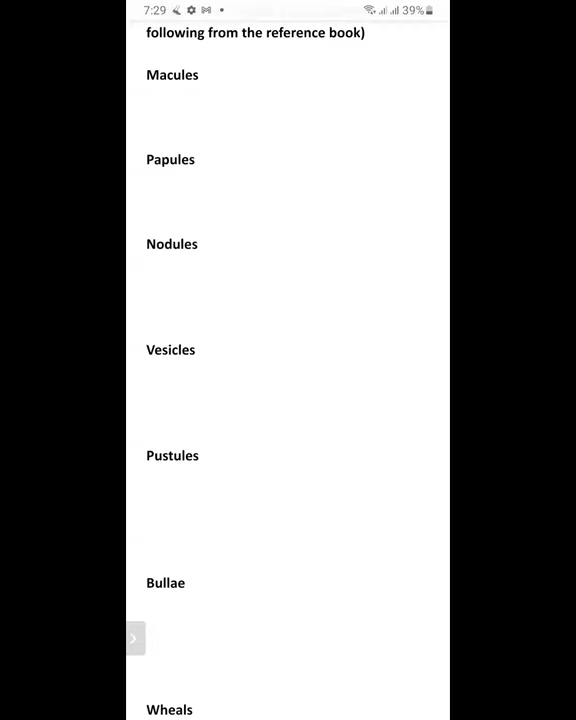 7:29
39%
following from the reference book)
Macules
Papules
Nodules
Vesicles
Pustules
Bullae
Wheals